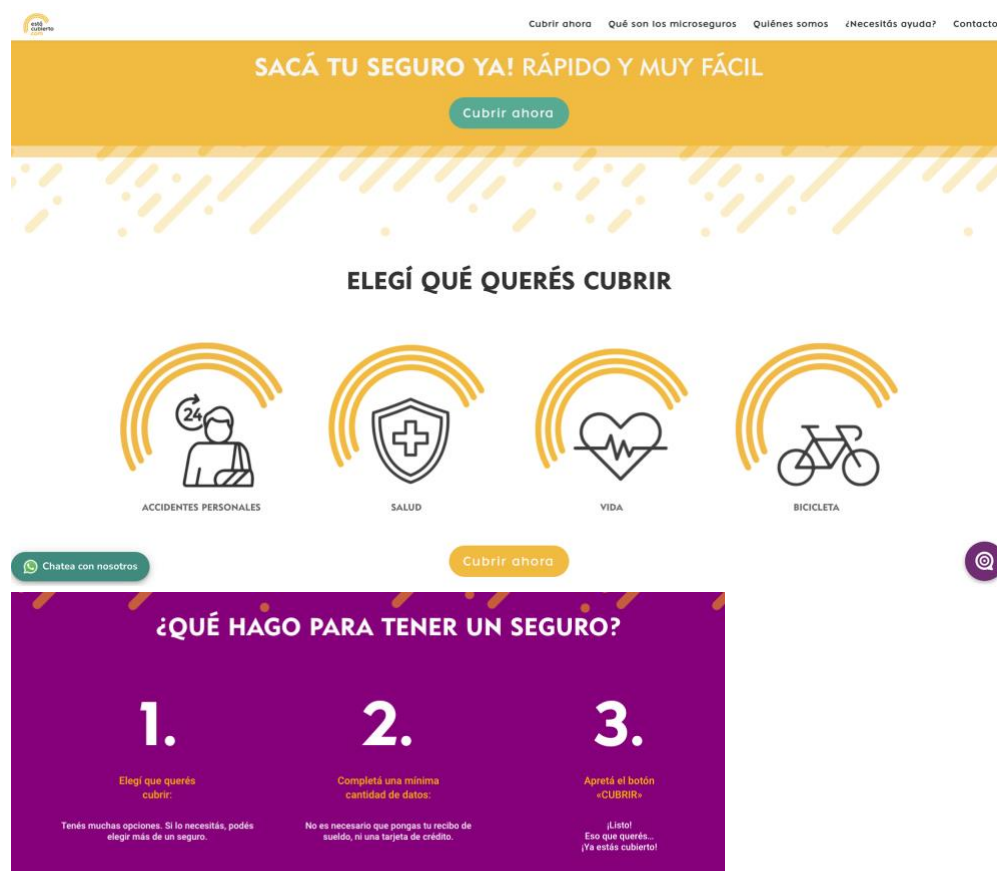 está
cubierto
.com
Cubrir ahora Qué son los microseguros Quiénes somos ¿Necesitás ayuda? Contacto
SACÁ TU SEGURO YA! RÁPIDO Y MUY FÁCIL
Cubrir ahora
ELEGÍ QUÉ QUERÉS CUBRIR
24
ACCIDENTES PERSONALES
SALUD
VIDA
BICICLETA
Chatea con nosotros
Cubrir ahora
¿QUÉ HAGO PARA TENER UN SEGURO?
1.
Elegí que querés
cubrir:
Tenés muchas opciones. Si lo necesitás, podés
elegir más de un seguro.
2.
Completá una mínima
cantidad de datos:
No es necesario que pongas tu recibo de
sueldo, ni una tarjeta de crédito.
3.
Apretá el botón
«CUBRIR»
¡Listo!
Eso que querés...
¡Ya estás cubierto!